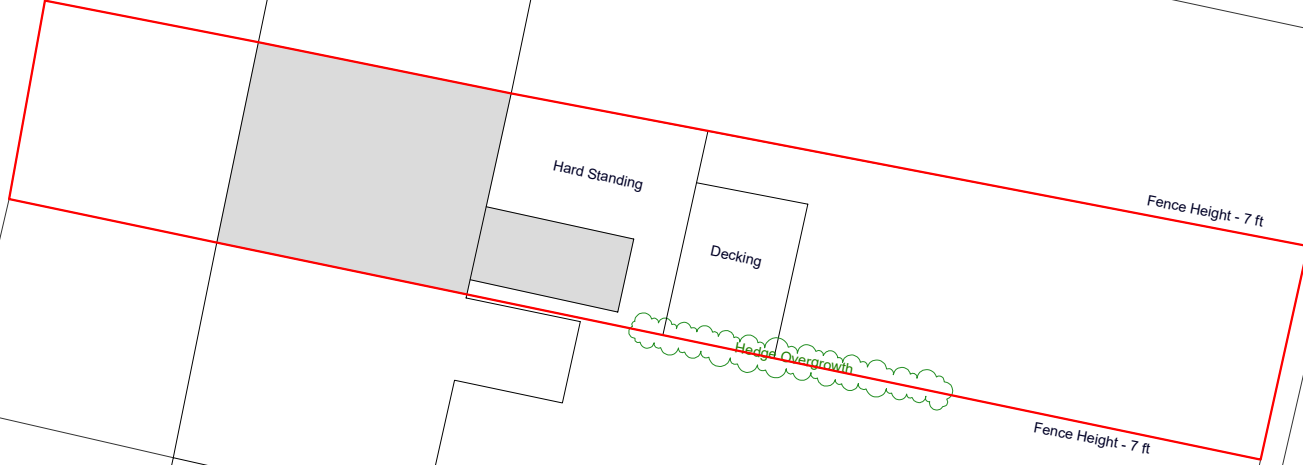 Hard Standing
Fence Height - 7 ft
Decking
Hedge Overgrowth
Fence Height - 7 ft